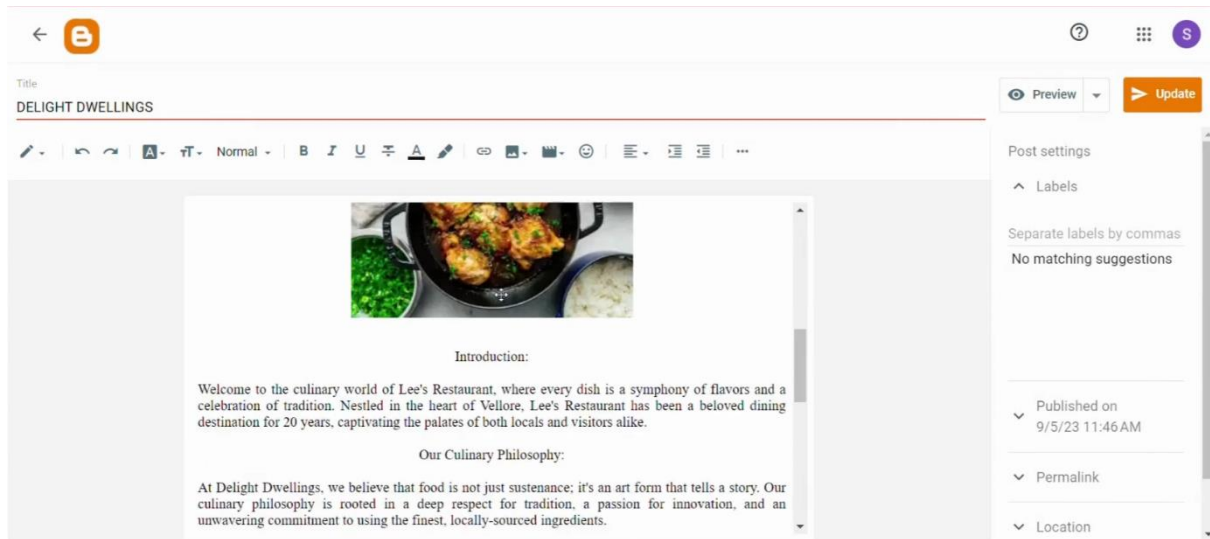 S
Title
DELIGHT DWELLINGS
Preview
Update
Normal
B I U A
Post settings
Labels
Separate labels by commas
No matching suggestions
Introduction:
Welcome to the culinary world of Lee's Restaurant, where every dish is a symphony of flavors and a
celebration of tradition. Nestled in the heart of Vellore, Lee's Restaurant has been a beloved dining
destination for 20 years, captivating the palates of both locals and visitors alike.
Our Culinary Philosophy:
At Delight Dwellings, we believe that food is not just sustenance; it's an art form that tells a story. Our
culinary philosophy is rooted in a deep respect for tradition, a passion for innovation, and an
unwavering commitment to using the finest, locally-sourced ingredients.
Published on
9/5/23 11:46 AM
Permalink
Location